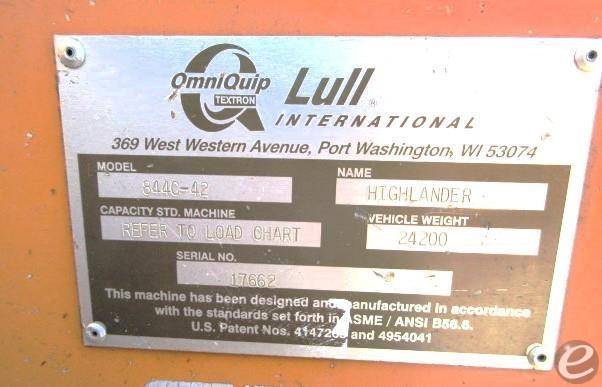 OmniQuip
TEXTRON
Lull®
INTERNATIONAL
369 West Western Avenue, Port Washington, WI 53074
MODEL NAME
844C-42 HIGHLANDER
CAPACITY STD. MACHINE VEHICLE WEIGHT
REFER TO LOAD CHART 24200
SERIAL NO.
17662
This machine has been designed and manufactured in accordance
with the standards set forth in ASME / ANSI B56.6.
U.S. Patent Nos. and 4954041
e